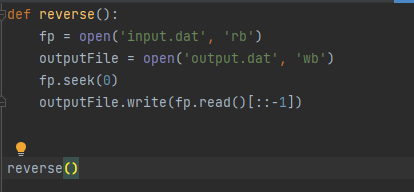 def reverse():
    fp = open('input.dat', 'rb')
    outputFile = open('output.dat', 'wb')
    fp.seek(0)
    outputFile.write(fp.read()[::-1])
reverse()